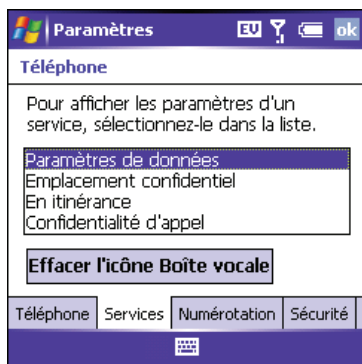 Paramètres EV ok
Téléphone
Pour afficher les paramètres d'un
service, sélectionnez-le dans la liste.
Paramètres de données
Emplacement confidentiel
En itinérance
Confidentialité d'appel
Effacer l'icône Boîte vocale
Téléphone Services Numérotation Sécurité